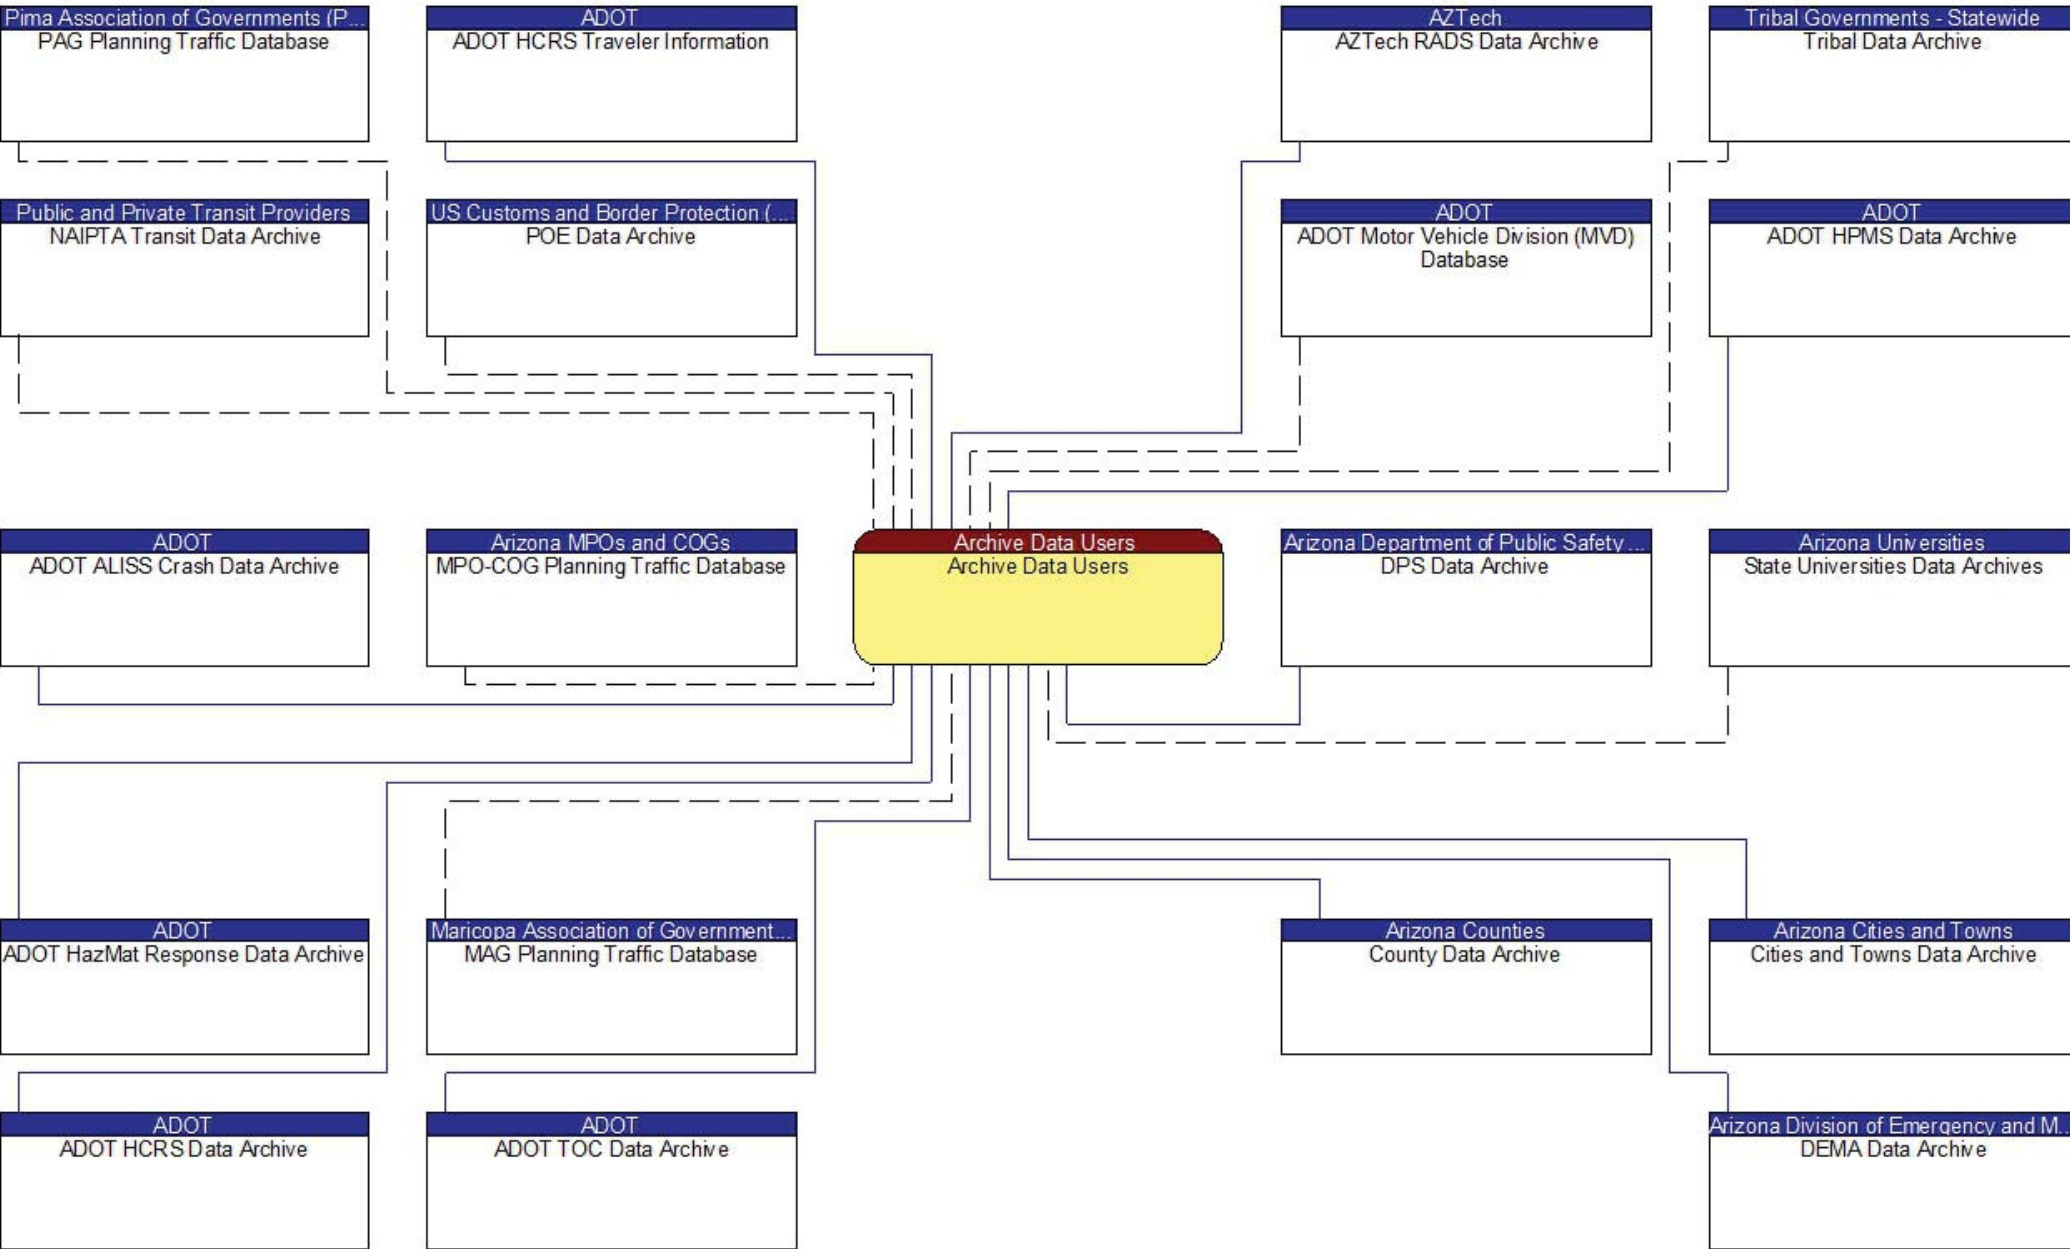 Pima Association of Governments (P...
PAG Planning Traffic Database
ADOT
ADOT HCRS Traveler Information
AZTech
AZTech RADS Data Archive
Tribal Governments - Statewide
Tribal Data Archive
Public and Private Transit Providers
NAIPTA Transit Data Archive
US Customs and Border Protection (...
POE Data Archive
ADOT
ADOT Motor Vehicle Division (MVD)
Database
ADOT
ADOT HPMS Data Archive
ADOT
ADOT ALISS Crash Data Archive
Arizona MPOs and COGs
MPO-COG Planning Traffic Database
Archive Data Users
Archive Data Users
Arizona Department of Public Safety ...
DPS Data Archive
Arizona Universities
State Universities Data Archives
ADOT
ADOT HazMat Response Data Archive
Maricopa Association of Government...
MAG Planning Traffic Database
Arizona Counties
County Data Archive
Arizona Cities and Towns
Cities and Towns Data Archive
ADOT
ADOT HCRS Data Archive
ADOT
ADOT TOC Data Archive
Arizona Division of Emergency and M...
DEMA Data Archive